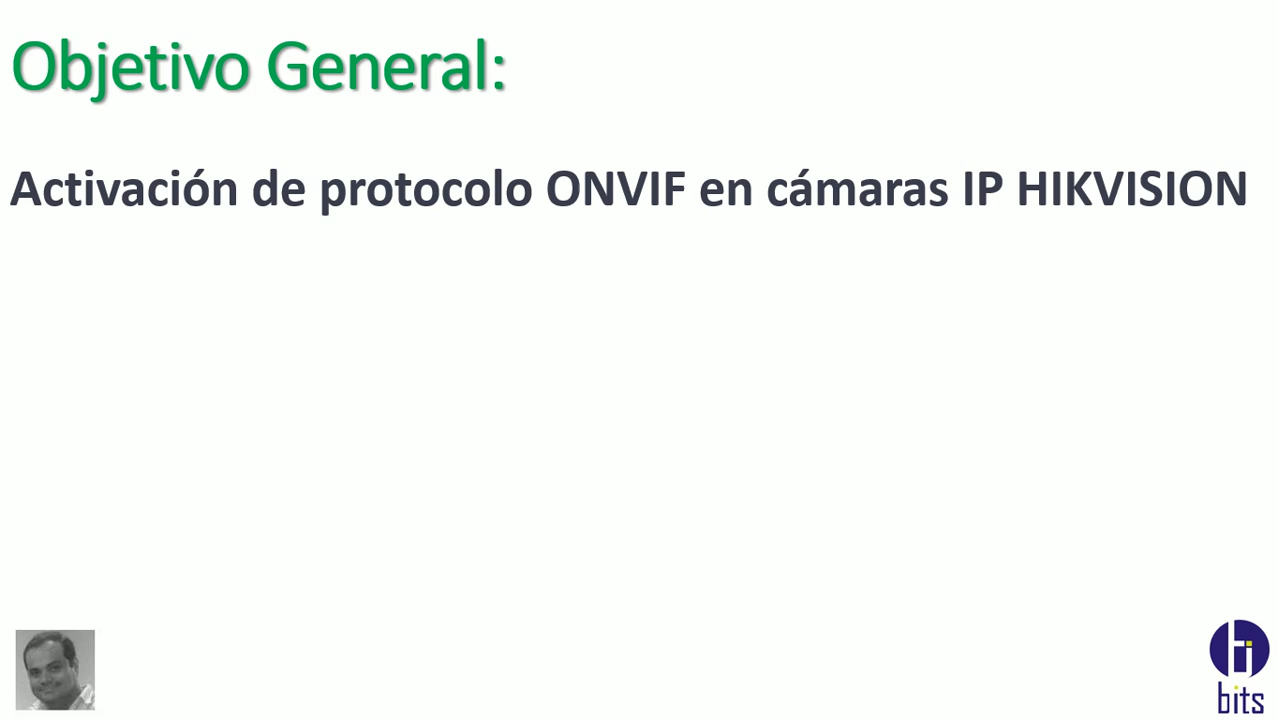 Objetivo General:
Activación de protocolo ONVIF en cámaras IP HIKVISION
bits